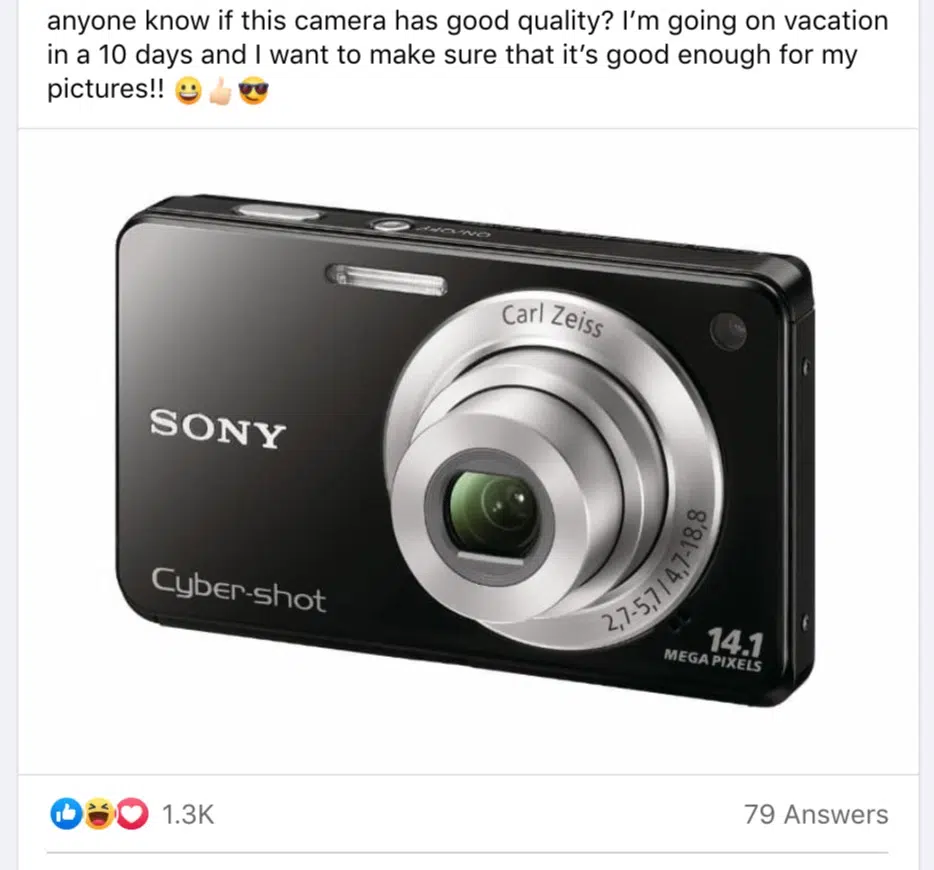 anyone know if this camera has good quality? I’m going on vacation
in a 10 days and I want to make sure that it’s good enough for my
pictures!! 😀👍🏻😎
ON/OFF
Carl Zeiss
SONY
Cyber-shot
2,7-5,7/4,7-18,8
14.1
MEGA PIXELS
1.3K
79 Answers